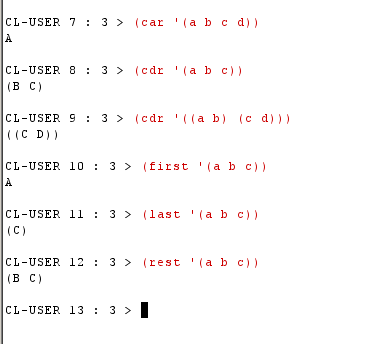 CL-USER 7 : 3 > (car '(a b c d))
A
CL-USER 8 : 3 > (cdr '(a b c))
(B C)
CL-USER 9 : 3 > (cdr '((a b) (c d)))
((C D))
CL-USER 10 : 3 > (first '(a b c))
A
CL-USER 11 : 3 > (last '(a b c))
(C)
CL-USER 12 : 3 > (rest '(a b c))
(B C)
CL-USER 13 : 3 >